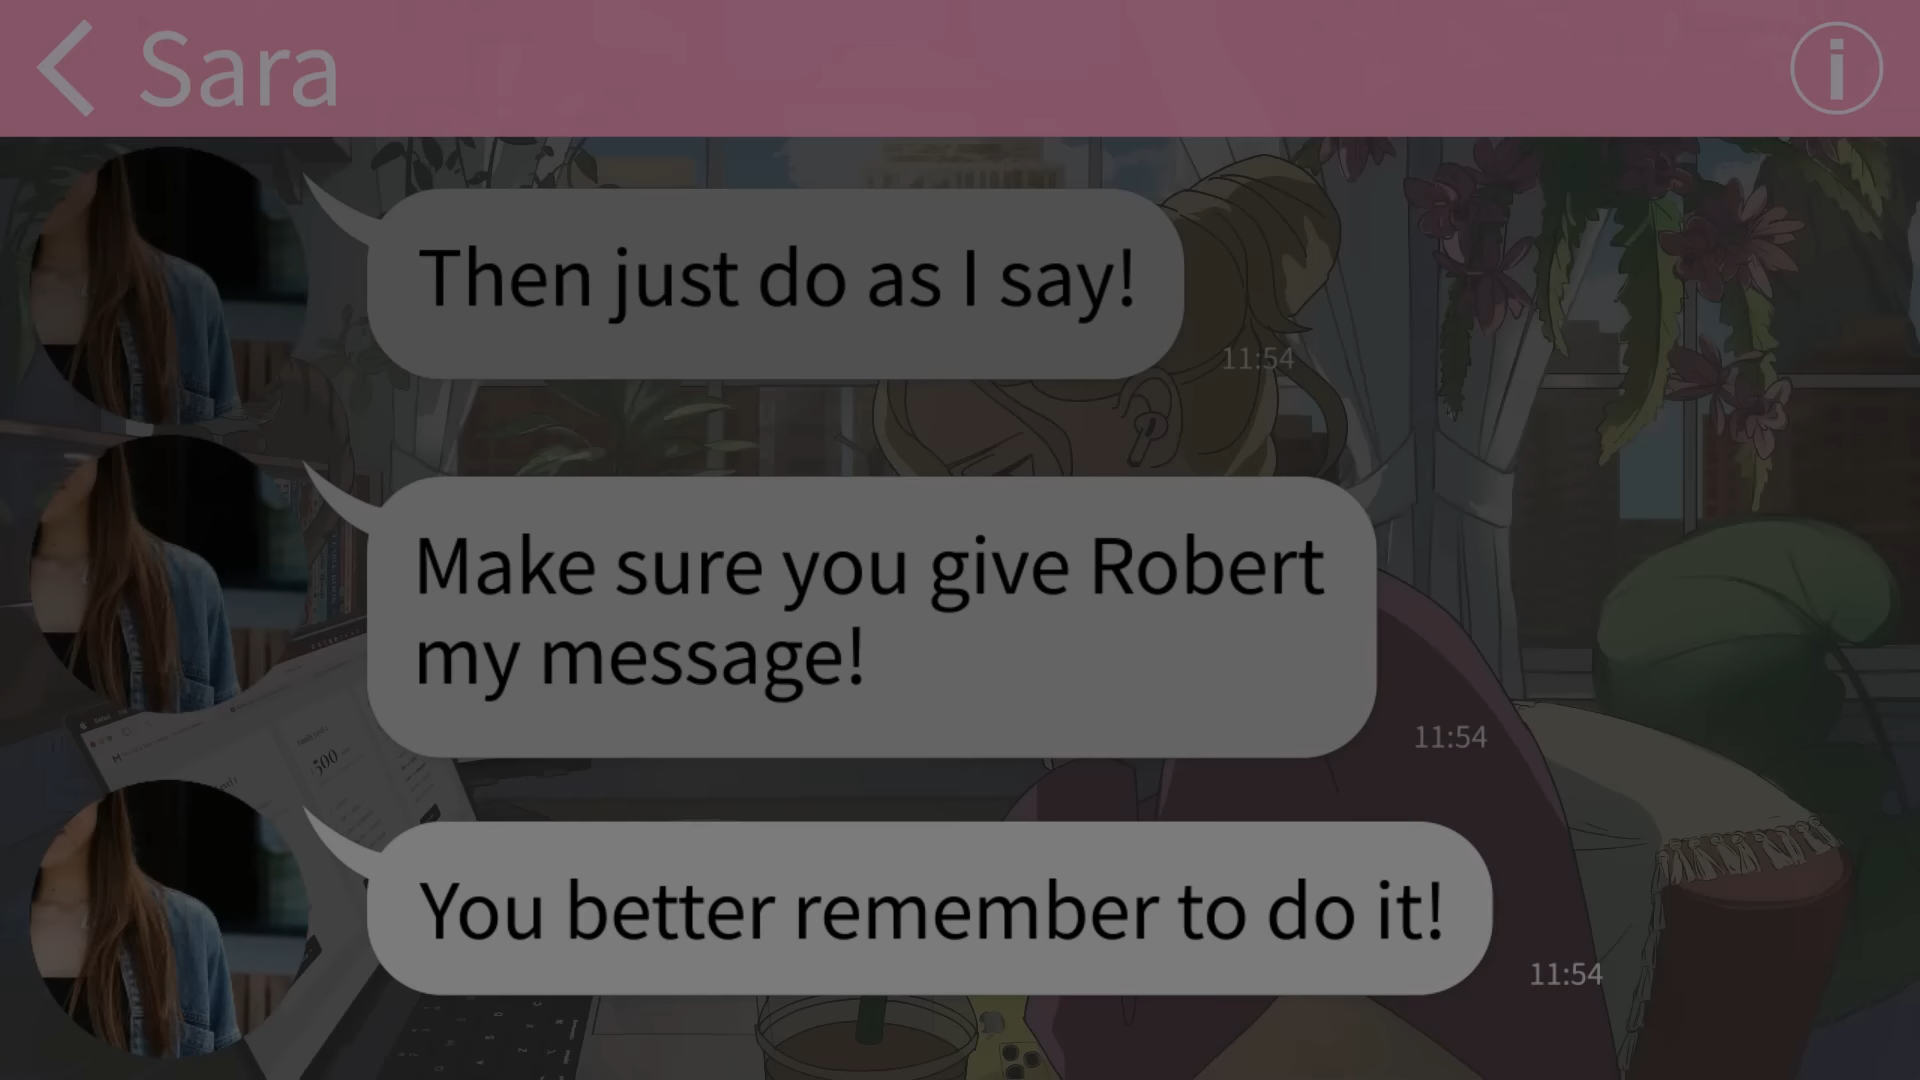 Sara
i
Then just do as I say!
11:54
Make sure you give Robert
my message!
11:54
You better remember to do it!
11:54
500